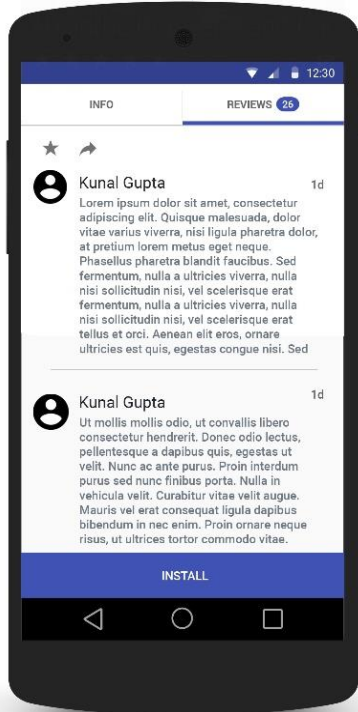 12:30
INFO
REVIEWS 26
Kunal Gupta
1d
Lorem ipsum dolor sit amet, consectetur
adipiscing elit. Quisque malesuada, dolor
vitae varius viverra, nisi ligula pharetra dolor,
at pretium lorem metus eget neque.
Phasellus pharetra blandit faucibus. Sed
fermentum, nulla a ultricies viverra, nulla
nisi sollicitudin nisi, vel scelerisque erat
fermentum, nulla a ultricies viverra, nulla
nisi sollicitudin nisi, vel scelerisque erat
tellus et orci. Aenean elit eros, ornare
ultricies est quis, egestas congue nisi. Sed
Kunal Gupta
1d
Ut mollis mollis odio, ut convallis libero
consectetur hendrerit. Donec odio lectus,
pellentesque a dapibus quis, egestas ut
velit. Nunc ac ante purus. Proin interdum
purus sed nunc finibus porta. Nulla in
vehicula velit. Curabitur vitae velit augue.
Mauris vel erat consequat ligula dapibus
bibendum in nec enim. Proin ornare neque
risus, ut ultrices tortor commodo vitae.
INSTALL